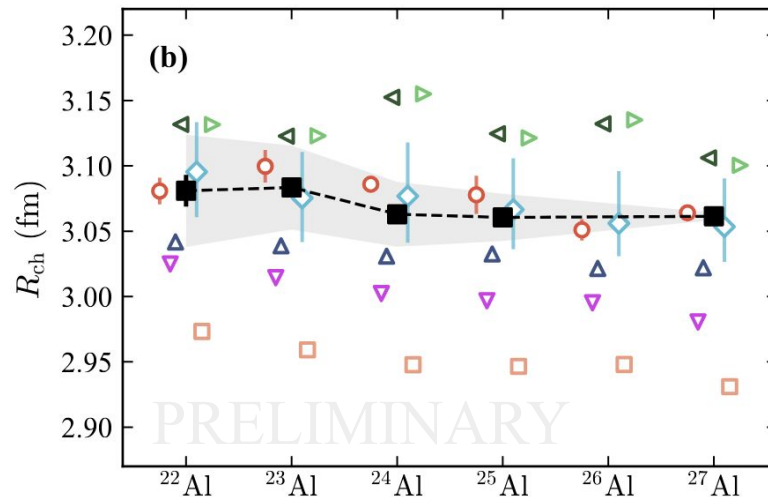 (b)
3.20
3.15
3.10
3.05
3.00
2.95
2.90
R_ch (fm)
PRELIMINARY
²²Al ²³Al ²⁴Al ²⁵Al ²⁶Al ²⁷Al